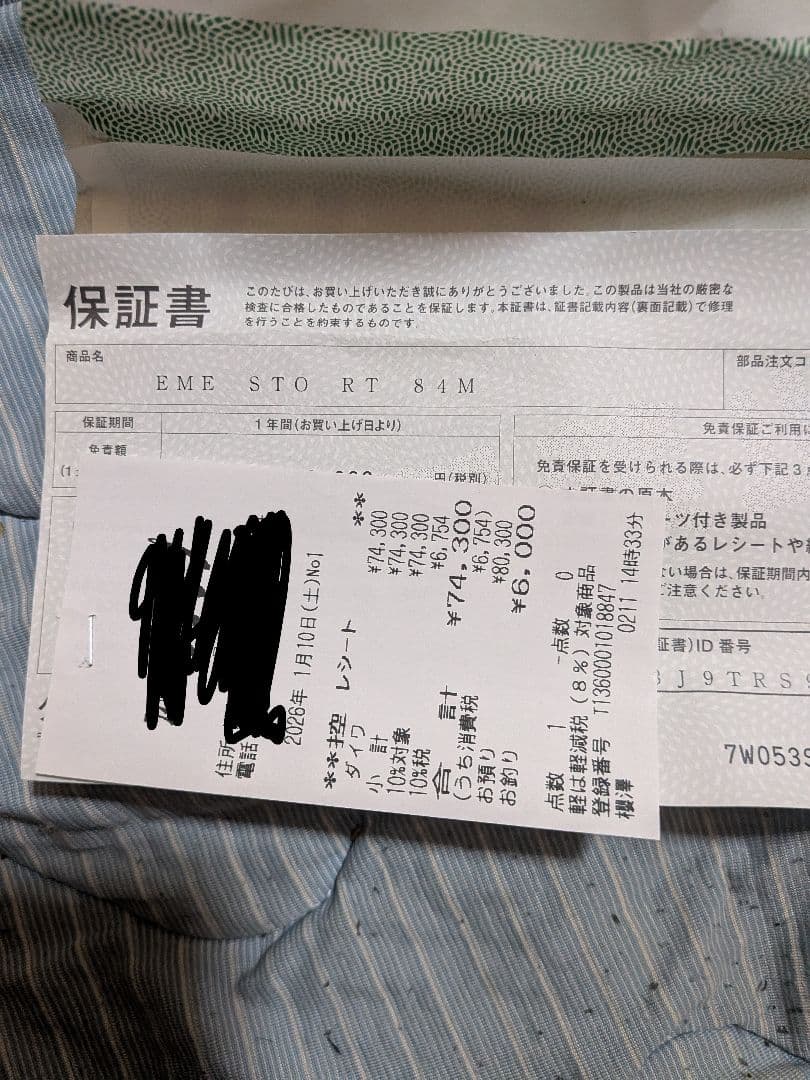 保証書
このたびは、お買い上げいただき誠にありがとうございました。この製品は当社の厳密な
検査に合格したものであることを保証します。本証書は、証書記載内容(裏面記載)で修理
を行うことを約束するものです。
商品名
EME STO RT 84M
部品注文コ
保証期間
1年間(お買い上げ日より)
免責額
円(税別)
免責保証ご利用に
免責保証を受けられる際は、必ず下記3点
ーツ付き製品
があるレシートや
ない場合は、保証期間内
ご注意ください。
証書)ID番号
3J9TRS
7W0539
住所
電話
2026年 1月10日(土)No1
**控 レシート **
ダイワ ¥74,300
小 計 ¥74,300
10%対象 ¥74,300
10%税 ¥6,754
合 計 ¥74,300
(うち消費税 ¥6,754)
お預り ¥80,300
お釣り ¥6,000
点数 1 -点数 0
軽は軽減税(8%)対象商品
登録番号 T1360001018847
櫻澤 0211 14時33分